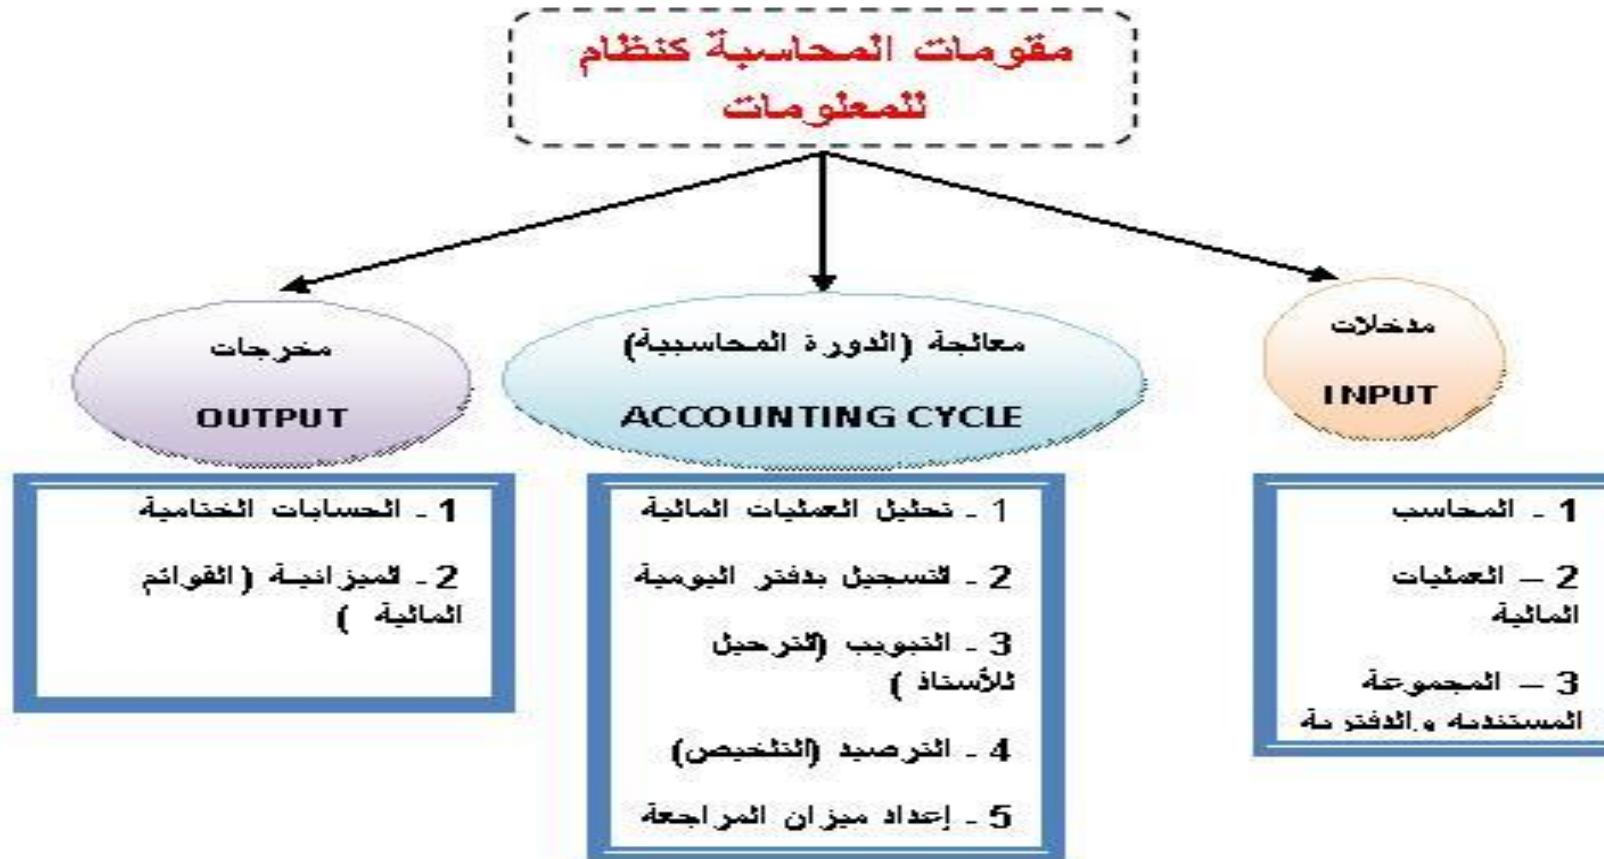 مقومات المحاسبة كنظام
للمعلومات
مدخلات
INPUT
1 - المحاسب
2 – العمليات
المالية
3 – المجموعة
المستندية والدفترية
معالجة (الدورة المحاسبية)
ACCOUNTING CYCLE
1 - تحليل العمليات المالية
2 - التسجيل بدفتر اليومية
3 - التبويب (الترحيل
للأستاذ )
4 - الترصيد (التلخيص)
5 - إعداد ميزان المراجعة
مخرجات
OUTPUT
1 - الحسابات الختامية
2 - الميزانية (القوائم
المالية )